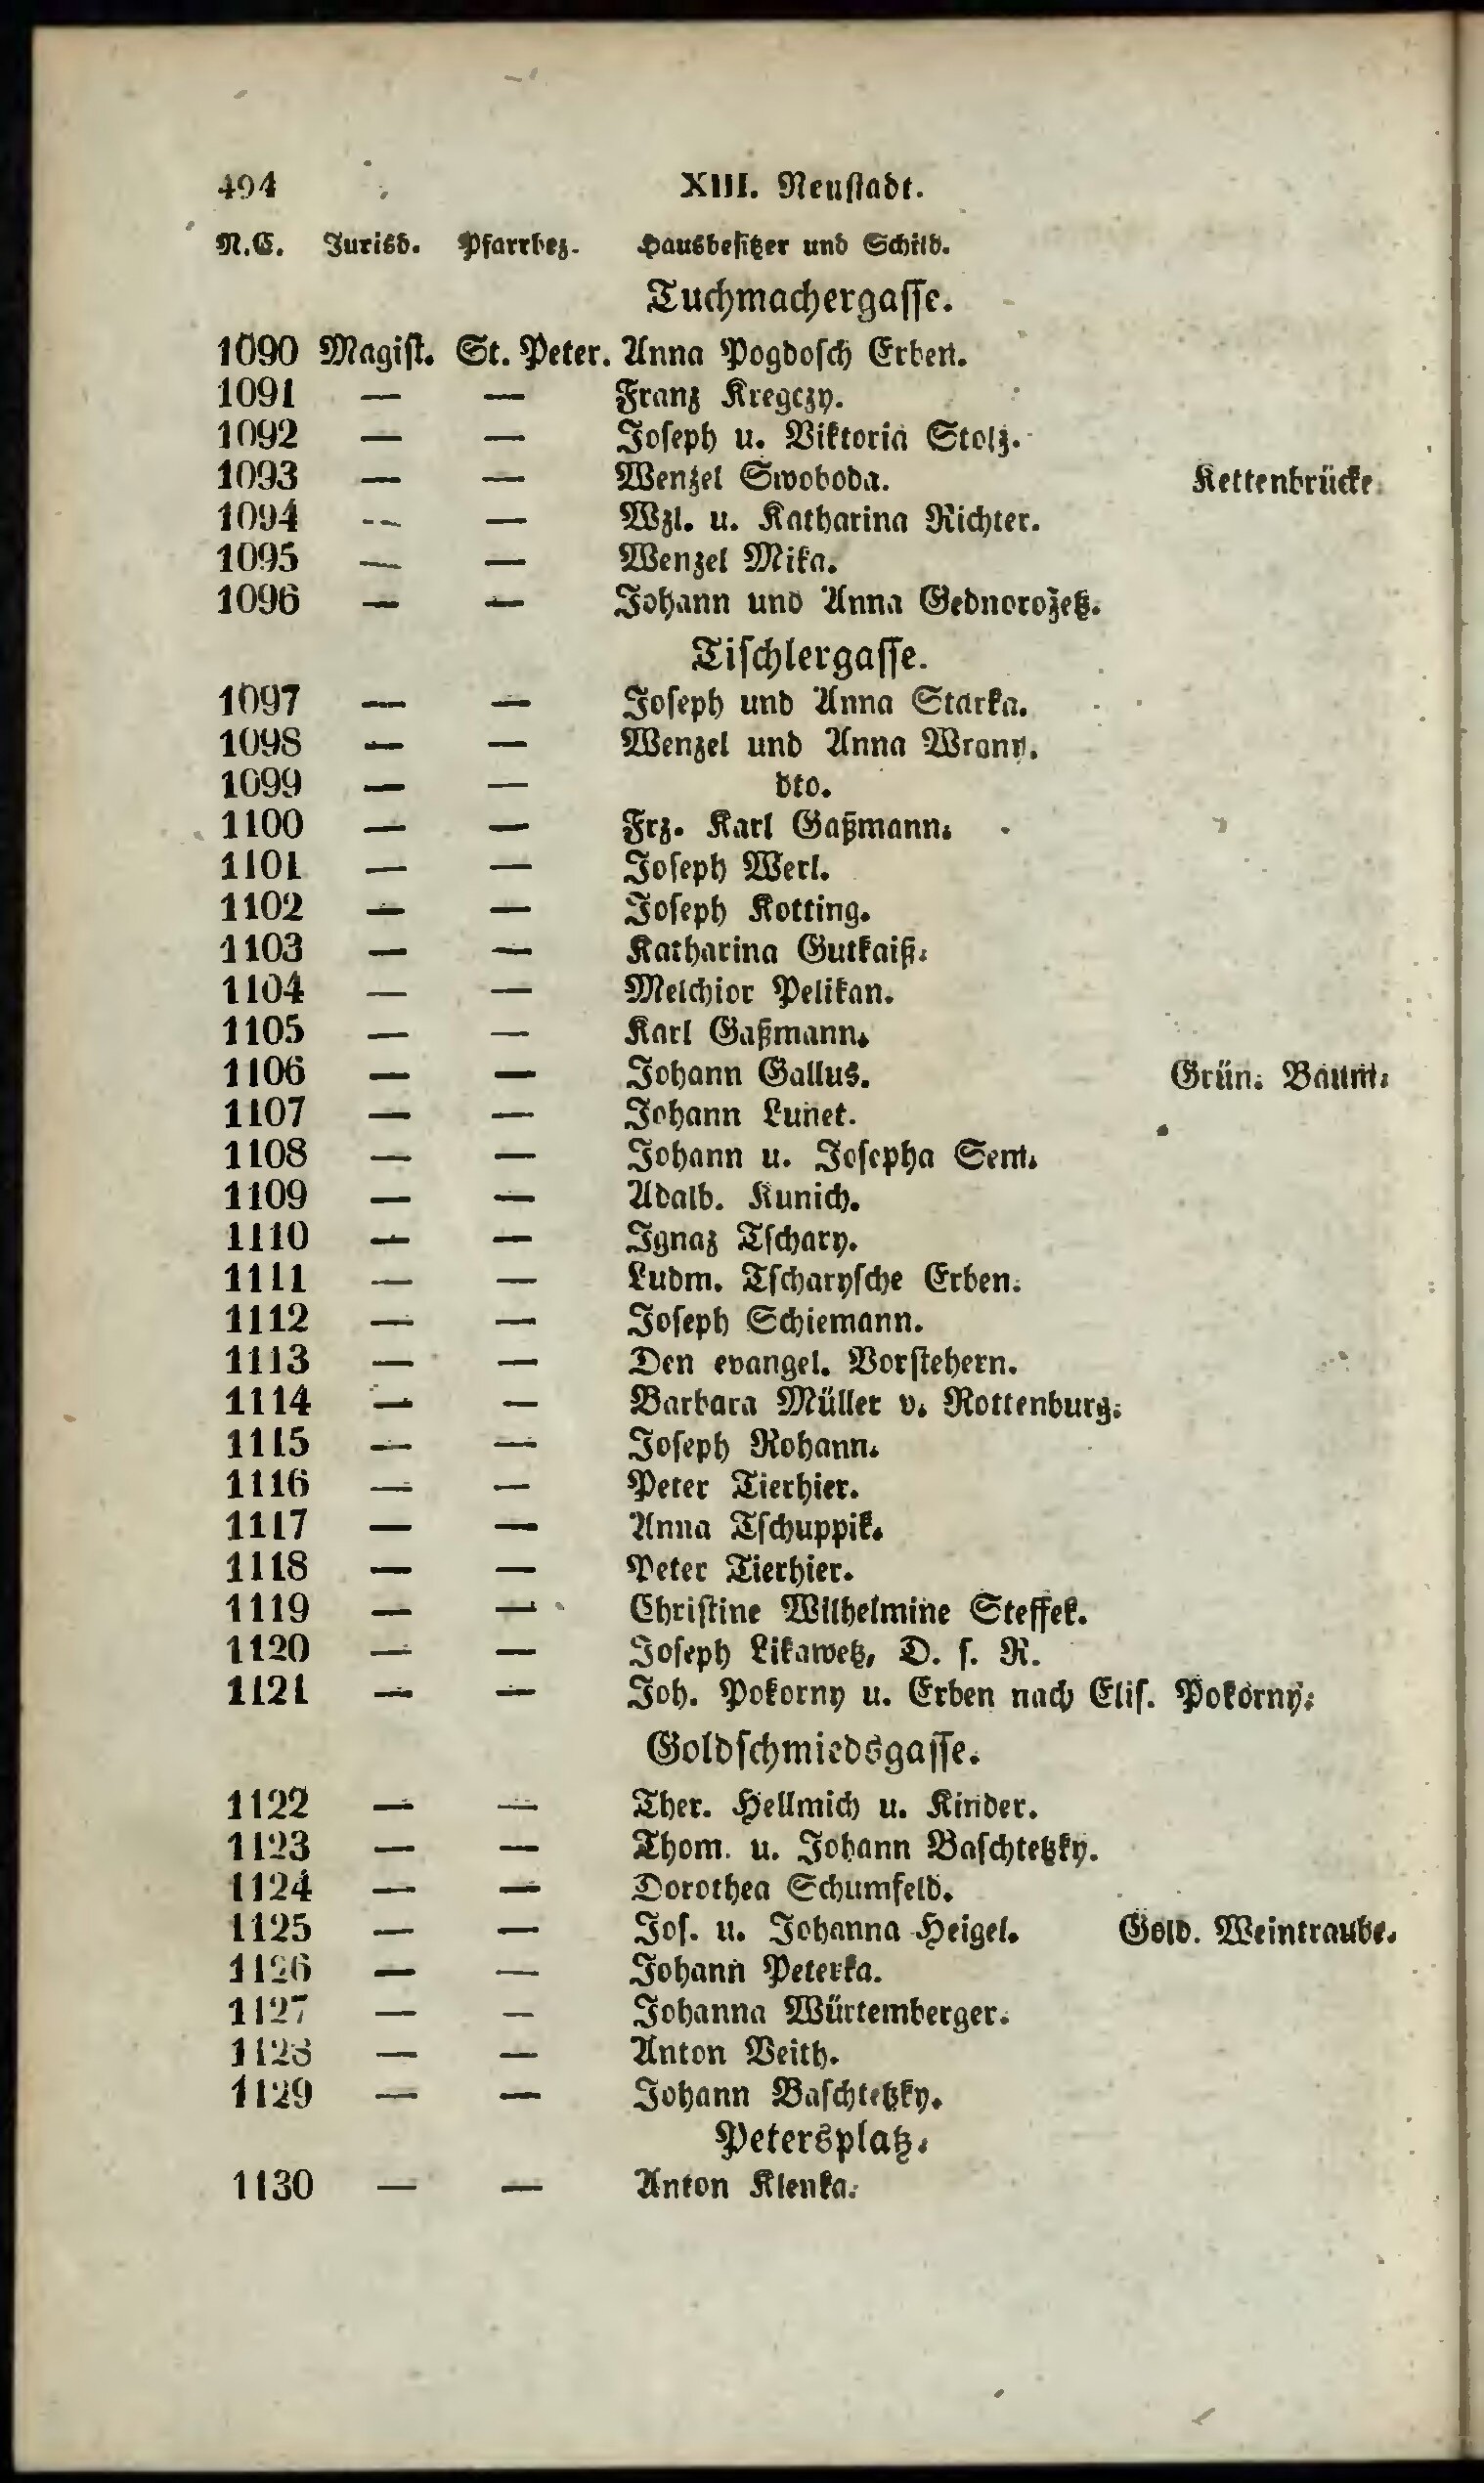 494 XIII. Neustadt.
N.C. Jurisd. Pfarrbez. Hausbesitzer und Schild.
Tuchmachergasse.
1090 Magist. St. Peter. Anna Pogdosch Erben.
1091 — — Franz Kregczy.
1092 — — Joseph u. Viktoria Stolz.
1093 — — Wenzel Swoboda. Kettenbrücke
1094 — — Wzl. u. Katharina Richter.
1095 — — Wenzel Mika.
1096 — — Johann und Anna Gednorožetz.
Tischlergasse.
1097 — — Joseph und Anna Starka.
1098 — — Wenzel und Anna Wrany.
1099 — — dto.
1100 — — Frz. Karl Gaßmann.
1101 — — Joseph Werl.
1102 — — Joseph Kotting.
1103 — — Katharina Gutkaiß.
1104 — — Melchior Pelikan.
1105 — — Karl Gaßmann.
1106 — — Johann Gallus. Grün. Baum.
1107 — — Johann Lunet.
1108 — — Johann u. Josepha Sem.
1109 — — Adalb. Kunich.
1110 — — Ignaz Tschary.
1111 — — Ludm. Tscharysche Erben.
1112 — — Joseph Schiemann.
1113 — — Den evangel. Vorstehern.
1114 — — Barbara Müller v. Rottenburg.
1115 — — Joseph Rohann.
1116 — — Peter Tierhier.
1117 — — Anna Tschuppik.
1118 — — Peter Tierhier.
1119 — — Christine Wilhelmine Steffek.
1120 — — Joseph Likawetz, D. s. R.
1121 — — Joh. Pokorny u. Erben nach Elis. Pokorny.
Goldschmiedsgasse.
1122 — — Ther. Hellmich u. Kinder.
1123 — — Thom. u. Johann Baschtetzky.
1124 — — Dorothea Schumfeld.
1125 — — Jos. u. Johanna Heigel. Gold. Weintraube.
1126 — — Johann Peterka.
1127 — — Johanna Würtemberger.
1128 — — Anton Veith.
1129 — — Johann Baschtetzky.
Petersplatz.
1130 — — Anton Klenka.